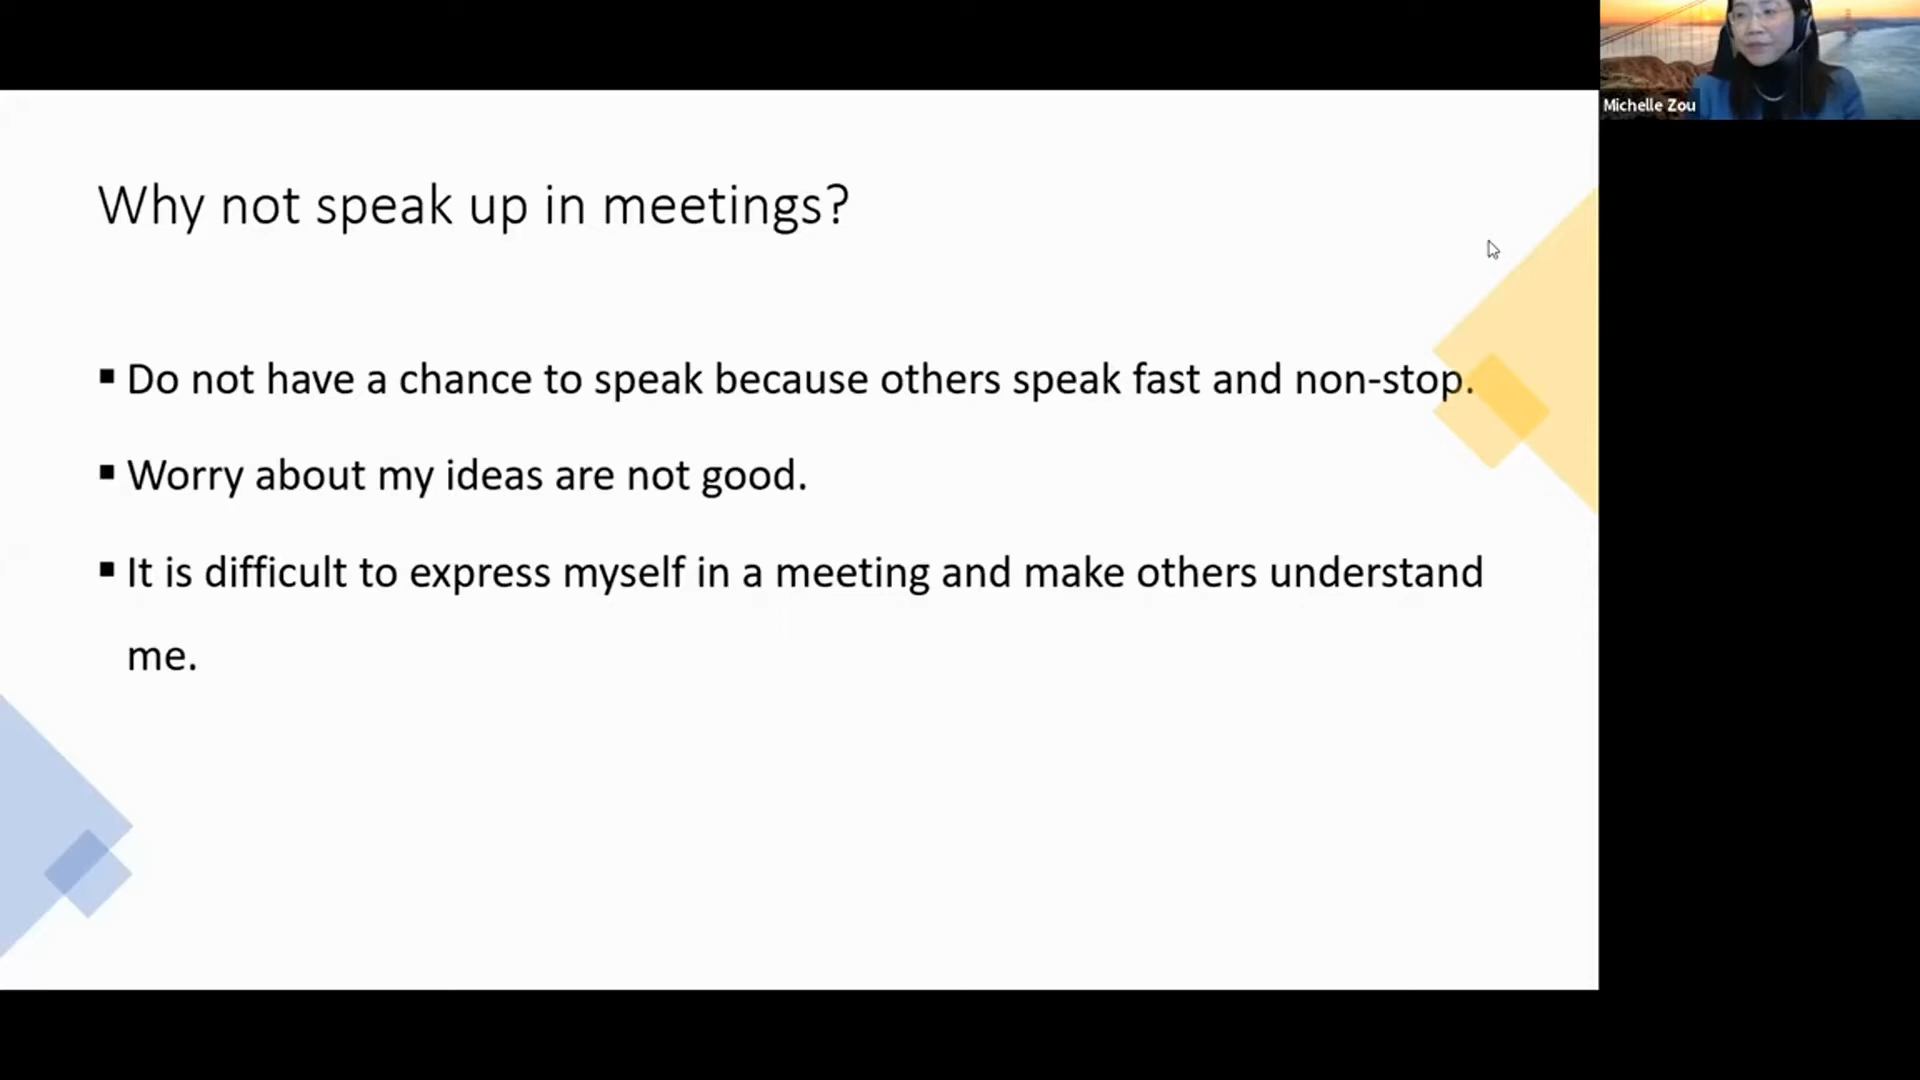 Michelle Zou
Why not speak up in meetings?
▪ Do not have a chance to speak because others speak fast and non-stop.
▪ Worry about my ideas are not good.
▪ It is difficult to express myself in a meeting and make others understand
me.